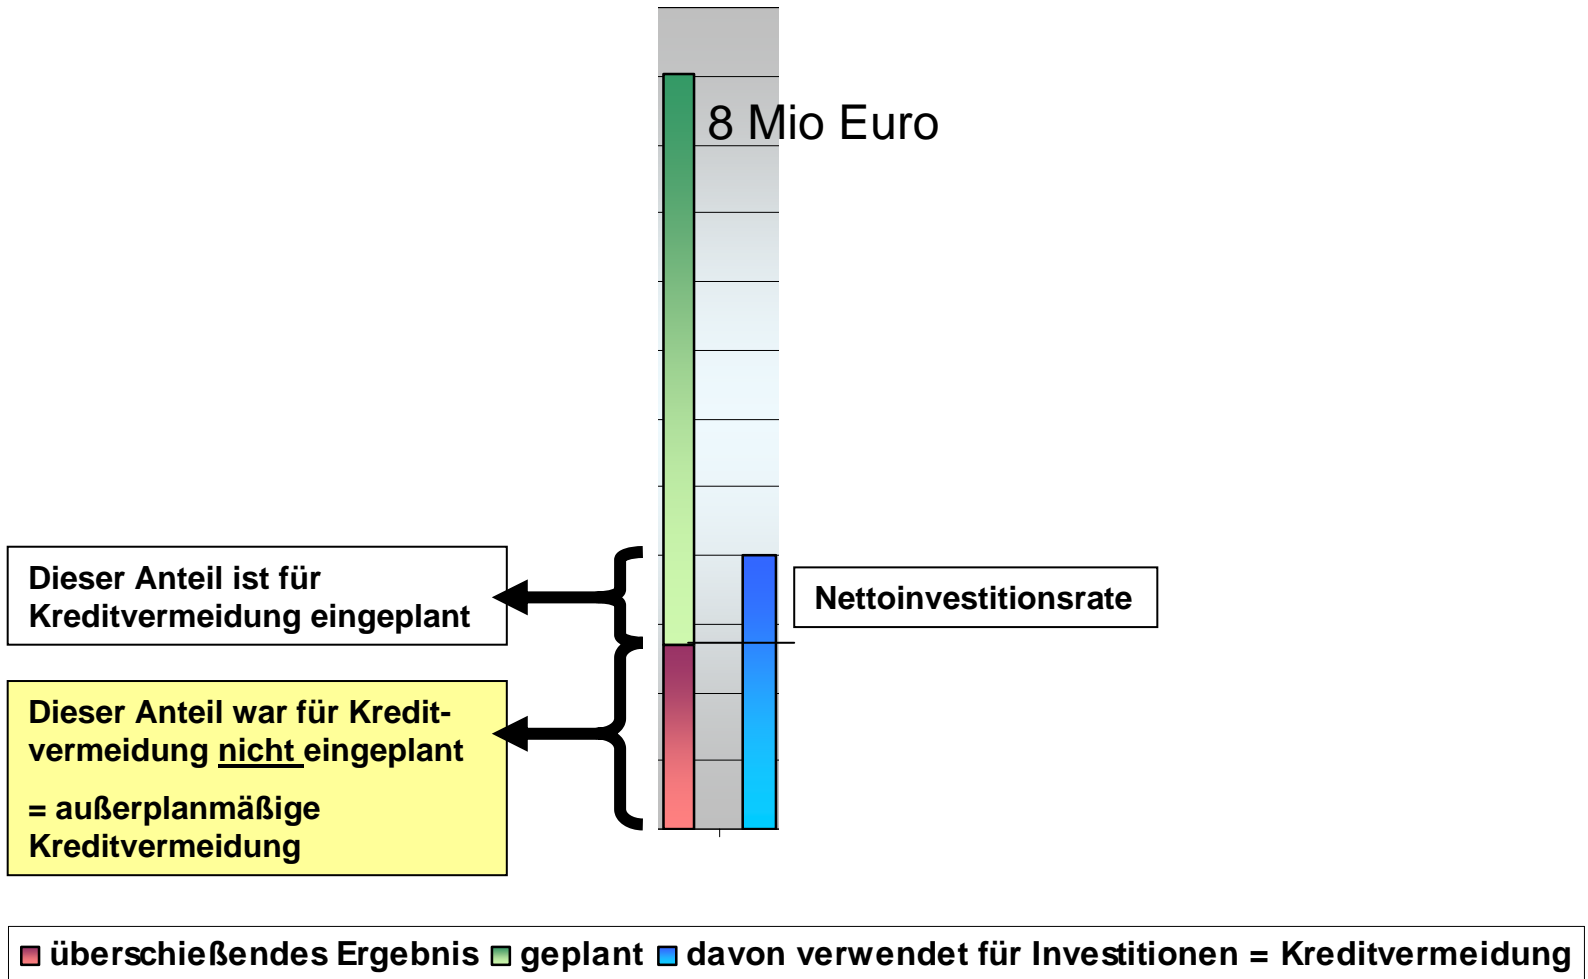 8 Mio Euro
Dieser Anteil ist für
Kreditvermeidung eingeplant
Nettoinvestitionsrate
Dieser Anteil war für Kredit-
vermeidung nicht eingeplant
= außerplanmäßige
Kreditvermeidung
überschießendes Ergebnis geplant davon verwendet für Investitionen = Kreditvermeidung